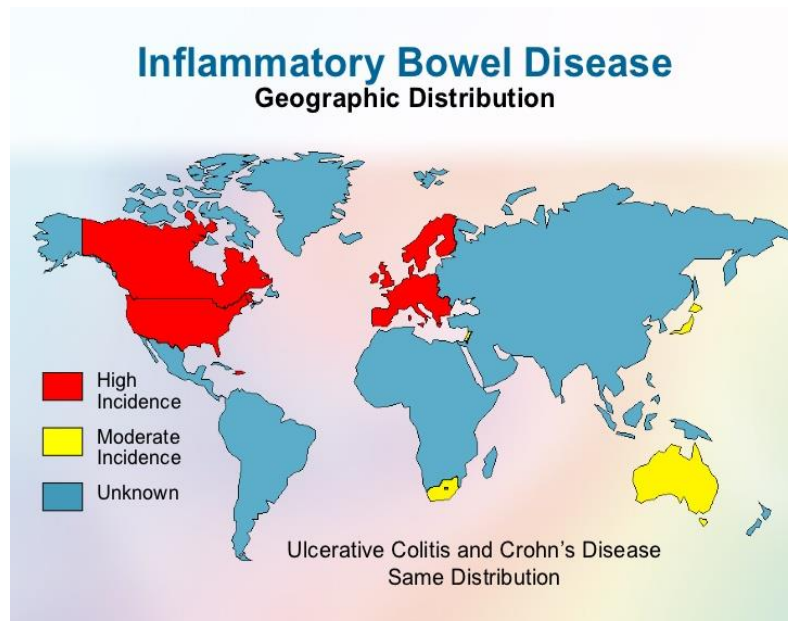 Inflammatory Bowel Disease
Geographic Distribution
High
Incidence
Moderate
Incidence
Unknown
Ulcerative Colitis and Crohn’s Disease
Same Distribution